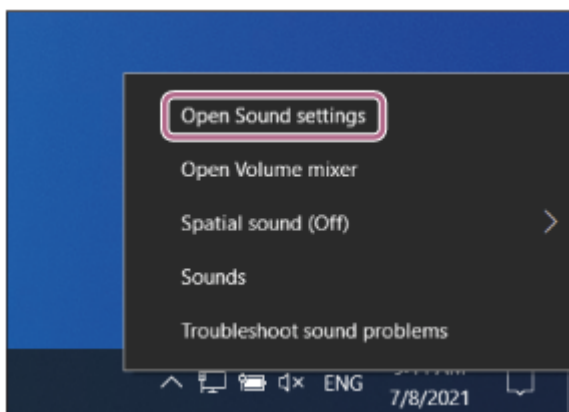 Open Sound settings
Open Volume mixer
Spatial sound (Off)
Sounds
Troubleshoot sound problems
ENG
7/8/2021